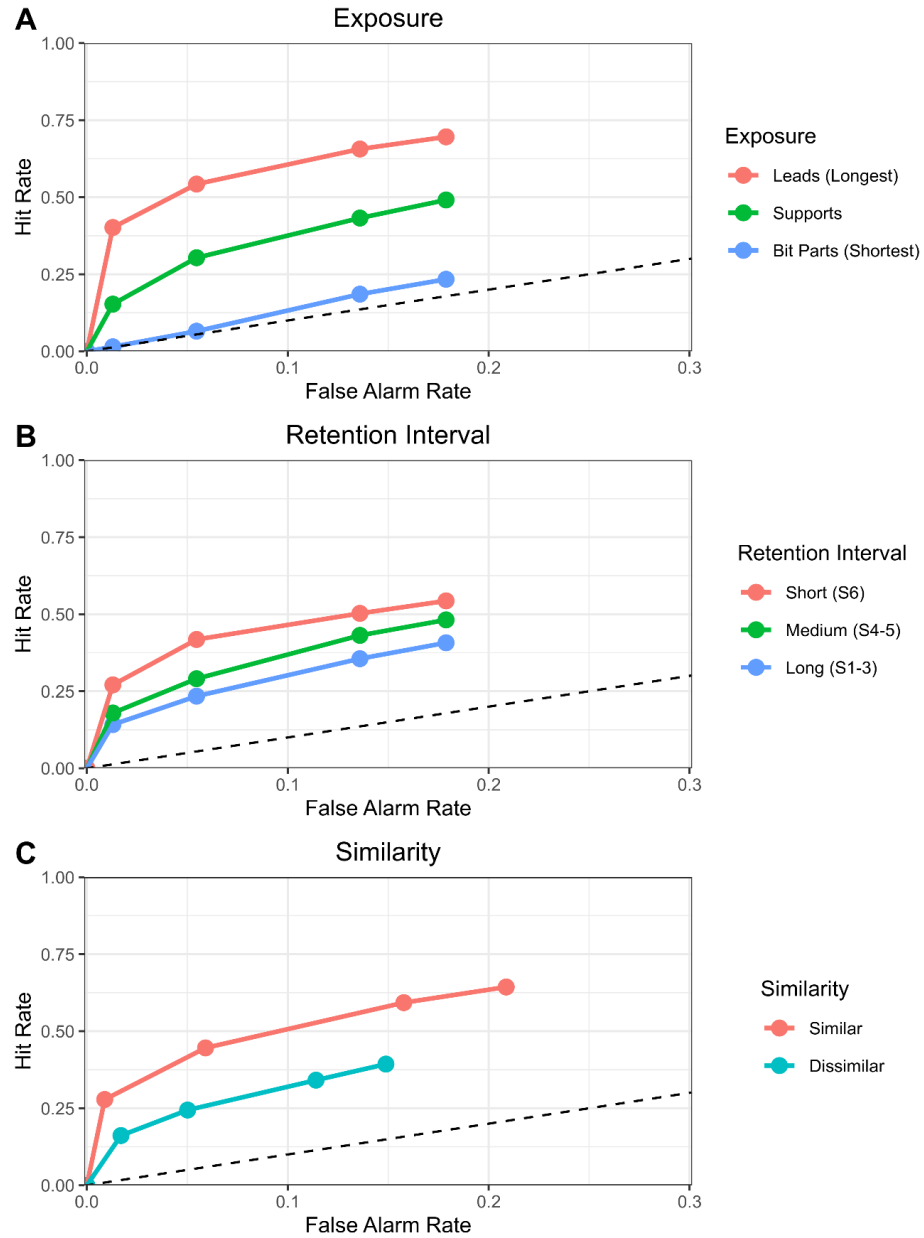 A
Exposure
1.00
0.75
0.50
0.25
0.00
Hit Rate
0.0
0.1
0.2
0.3
False Alarm Rate
Exposure
Leads (Longest)
Supports
Bit Parts (Shortest)
B
Retention Interval
1.00
0.75
0.50
0.25
0.00
Hit Rate
0.0
0.1
0.2
0.3
False Alarm Rate
Retention Interval
Short (S6)
Medium (S4-5)
Long (S1-3)
C
Similarity
1.00
0.75
0.50
0.25
0.00
Hit Rate
0.0
0.1
0.2
0.3
False Alarm Rate
Similarity
Similar
Dissimilar